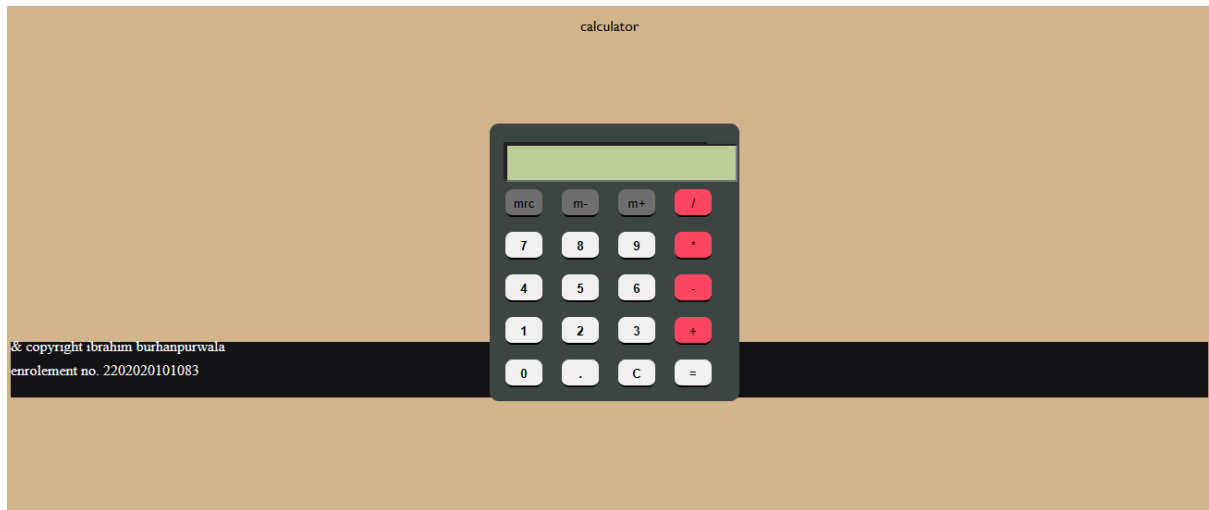 calculator
mrc m- m+ /
7 8 9 *
4 5 6 -
1 2 3 +
0 . C =
& copyright ibrahim burhanpurwala
enrolement no. 2202020101083